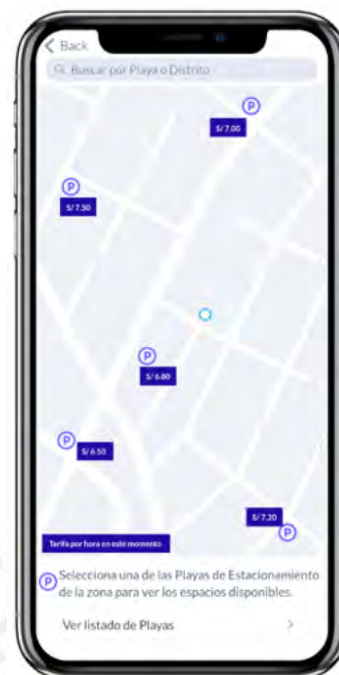 Back
Buscar por Playa o Distrito
P
S/ 7.00
P
S/ 7.50
P
S/ 6.80
P
S/ 6.50
S/ 7.20
P
Tarifa por hora en este momento
P Selecciona una de las Playas de Estacionamiento
de la zona para ver los espacios disponibles.
Ver listado de Playas